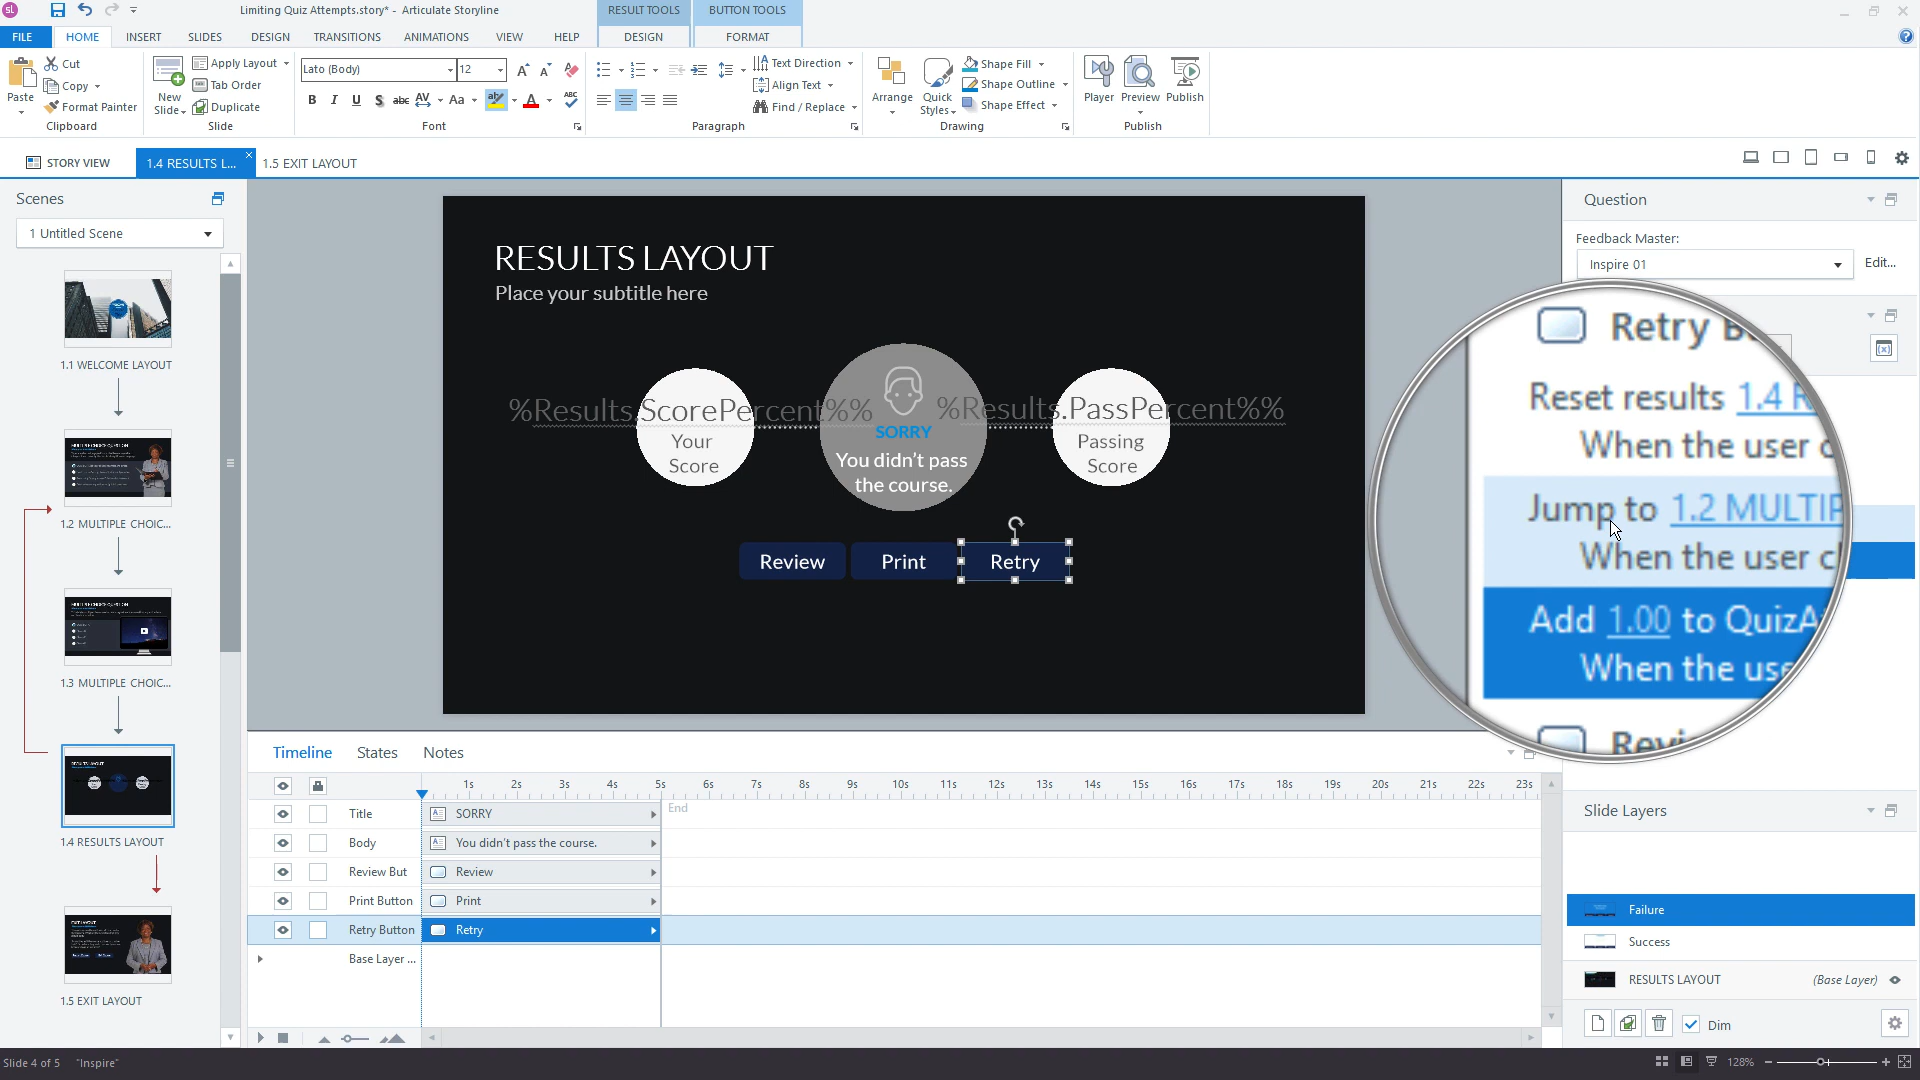 sl
Limiting Quiz Attempts.story* - Articulate Storyline
RESULT TOOLS
BUTTON TOOLS
FILE
HOME
INSERT
SLIDES
DESIGN
TRANSITIONS
ANIMATIONS
VIEW
HELP
DESIGN
FORMAT
Paste
Cut
Copy
Format Painter
Clipboard
New
Slide
Apply Layout
Tab Order
Duplicate
Slide
Lato (Body)
12
B I U S abc AV Aa ab A ABC
Font
Text Direction
Align Text
Find / Replace
Paragraph
Arrange
Quick
Styles
Shape Fill
Shape Outline
Shape Effect
Drawing
Player
Preview
Publish
Publish
STORY VIEW
1.4 RESULTS L...
1.5 EXIT LAYOUT
Scenes
1 Untitled Scene
1.1 WELCOME LAYOUT
1.2 MULTIPLE CHOIC...
1.3 MULTIPLE CHOIC...
1.4 RESULTS LAYOUT
1.5 EXIT LAYOUT
RESULTS LAYOUT
Place your subtitle here
%Results.ScorePercent%%
Your
Score
SORRY
You didn't pass
the course.
%Results.PassPercent%%
Passing
Score
Review
Print
Retry
Question
Feedback Master:
Inspire 01
Edit...
Retry B
Reset results 1.4 R
When the user c
Jump to 1.2 MULTIP
When the user cl
Add 1.00 to QuizA
When the use
Revi
Timeline
States
Notes
1s 2s 3s 4s 5s 6s 7s 8s 9s 10s 11s 12s 13s 14s 15s 16s 17s 18s 19s 20s 21s 22s 23s
Title
SORRY
End
Body
You didn't pass the course.
Review But
Review
Print Button
Print
Retry Button
Retry
Base Layer ...
Slide Layers
Failure
Success
RESULTS LAYOUT
(Base Layer)
Dim
Slide 4 of 5
"Inspire"
128%